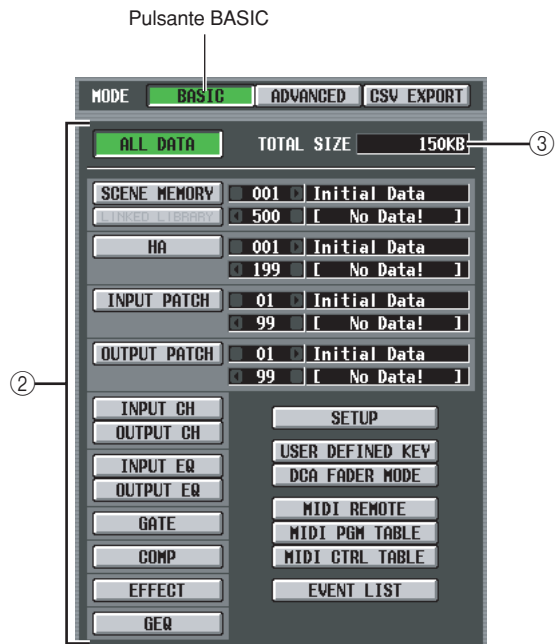 Pulsante BASIC
MODE BASIC ADVANCED CSV EXPORT
ALL DATA TOTAL SIZE 150KB ③
SCENE MEMORY 001 Initial Data
LINKED LIBRARY 500 [ No Data! ]
HA 001 Initial Data
199 [ No Data! ]
INPUT PATCH 01 Initial Data
99 [ No Data! ]
OUTPUT PATCH 01 Initial Data
99 [ No Data! ]
②
INPUT CH
OUTPUT CH
INPUT EQ
OUTPUT EQ
GATE
COMP
EFFECT
GEQ
SETUP
USER DEFINED KEY
DCA FADER MODE
MIDI REMOTE
MIDI PGM TABLE
MIDI CTRL TABLE
EVENT LIST